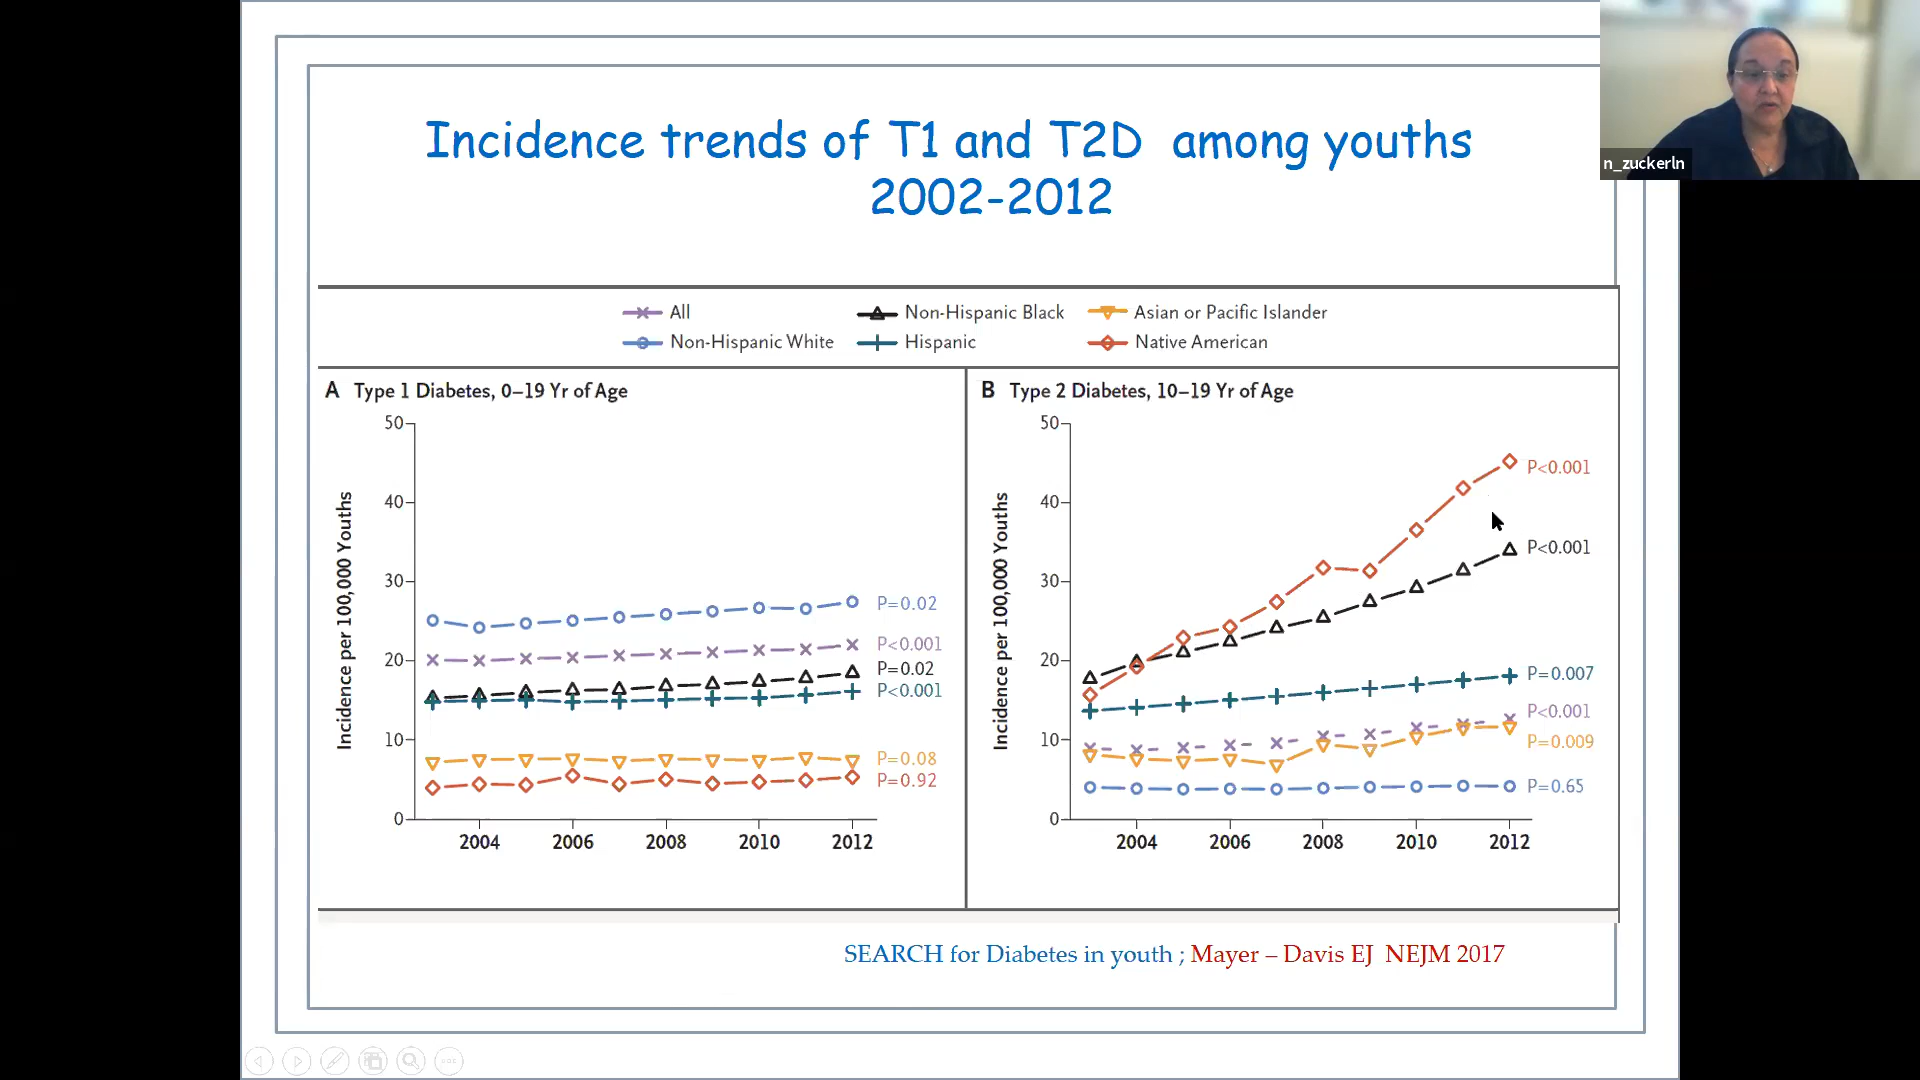 Incidence trends of T1 and T2D among youths
2002-2012
n_zuckerln
All
Non-Hispanic Black
Asian or Pacific Islander
Non-Hispanic White
Hispanic
Native American
A Type 1 Diabetes, 0–19 Yr of Age
Incidence per 100,000 Youths
50
40
30
20
10
0
2004 2006 2008 2010 2012
P=0.02
P<0.001
P=0.02
P<0.001
P=0.08
P=0.92
B Type 2 Diabetes, 10–19 Yr of Age
Incidence per 100,000 Youths
50
40
30
20
10
0
2004 2006 2008 2010 2012
P<0.001
P<0.001
P=0.007
P<0.001
P=0.009
P=0.65
SEARCH for Diabetes in youth ; Mayer – Davis EJ NEJM 2017